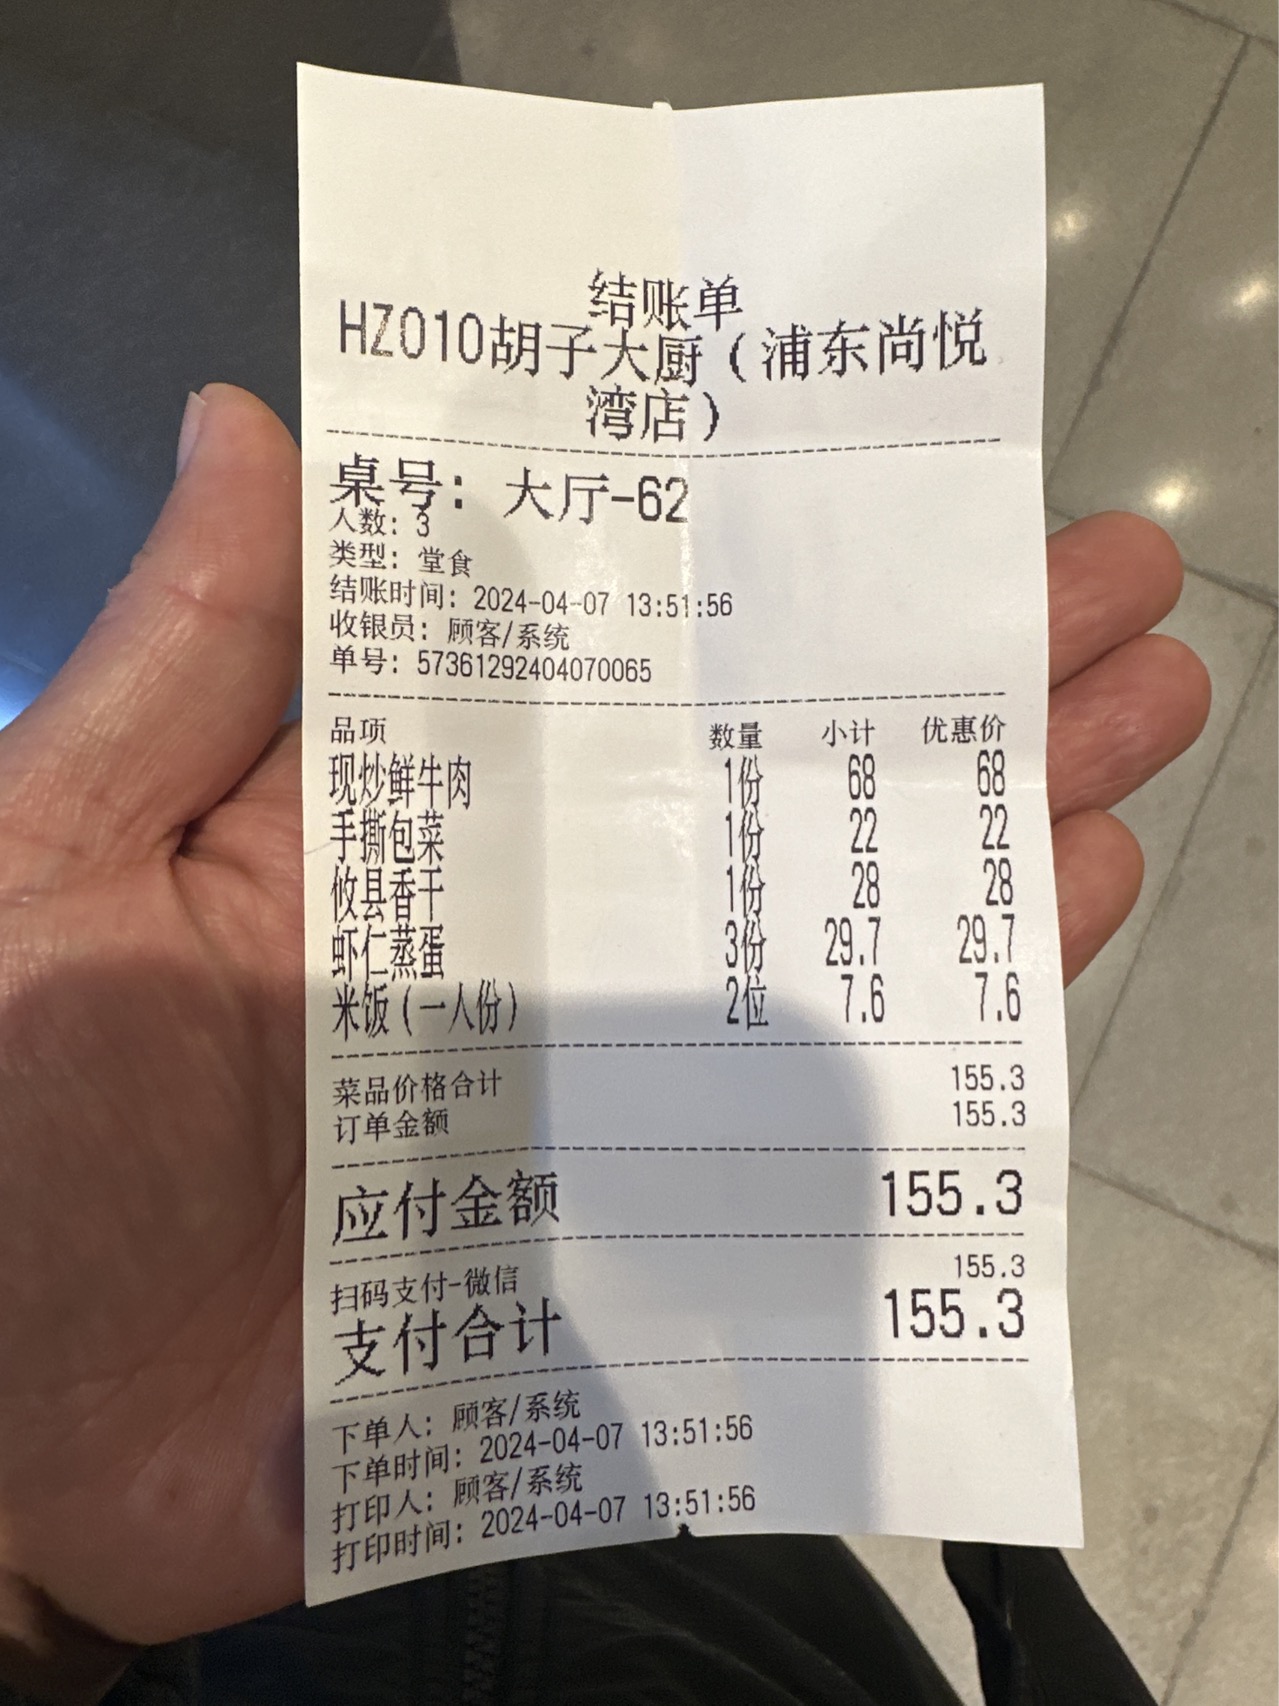 结账单
HZ010胡子大厨（浦东尚悦
湾店）
桌号：大厅-62
人数：3
类型：堂食
结账时间：2024-04-07 13:51:56
收银员：顾客/系统
单号：57361292404070065
品项 数量 小计 优惠价
现炒鲜牛肉 1份 68 68
手撕包菜 1份 22 22
攸县香干 1份 28 28
虾仁蒸蛋 3份 29.7 29.7
米饭（一人份） 2位 7.6 7.6
菜品价格合计 155.3
订单金额 155.3
应付金额 155.3
扫码支付-微信 155.3
支付合计 155.3
下单人：顾客/系统
下单时间：2024-04-07 13:51:56
打印人：顾客/系统
打印时间：2024-04-07 13:51:56